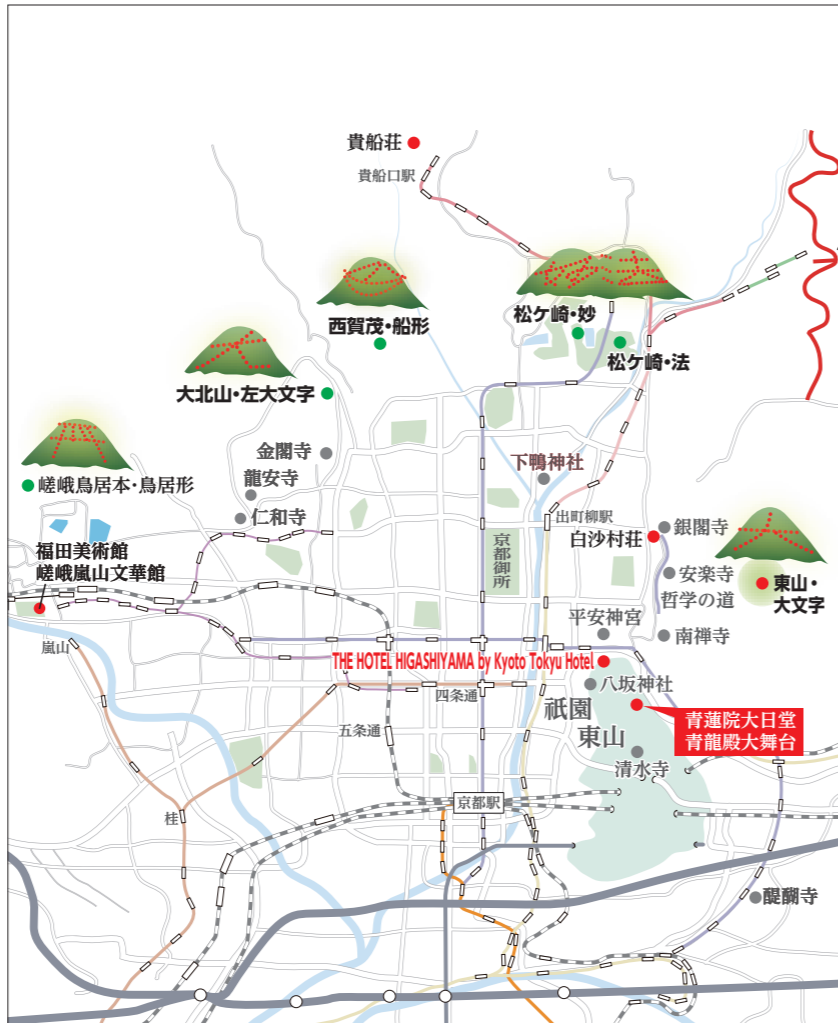 貴船荘
貴船口駅
西賀茂・船形
松ケ崎・妙
松ケ崎・法
大北山・左大文字
金閣寺
龍安寺
仁和寺
嵯峨鳥居本・鳥居形
福田美術館
嵯峨嵐山文華館
下鴨神社
出町柳駅
白沙村荘
銀閣寺
安楽寺
哲学の道
東山・
大文字
京都御所
平安神宮
南禅寺
嵐山
THE HOTEL HIGASHIYAMA by Kyoto Tokyu Hotel
四条通
八坂神社
祇園
青蓮院大日堂
青龍殿大舞台
五条通
東山
清水寺
京都駅
桂
醍醐寺